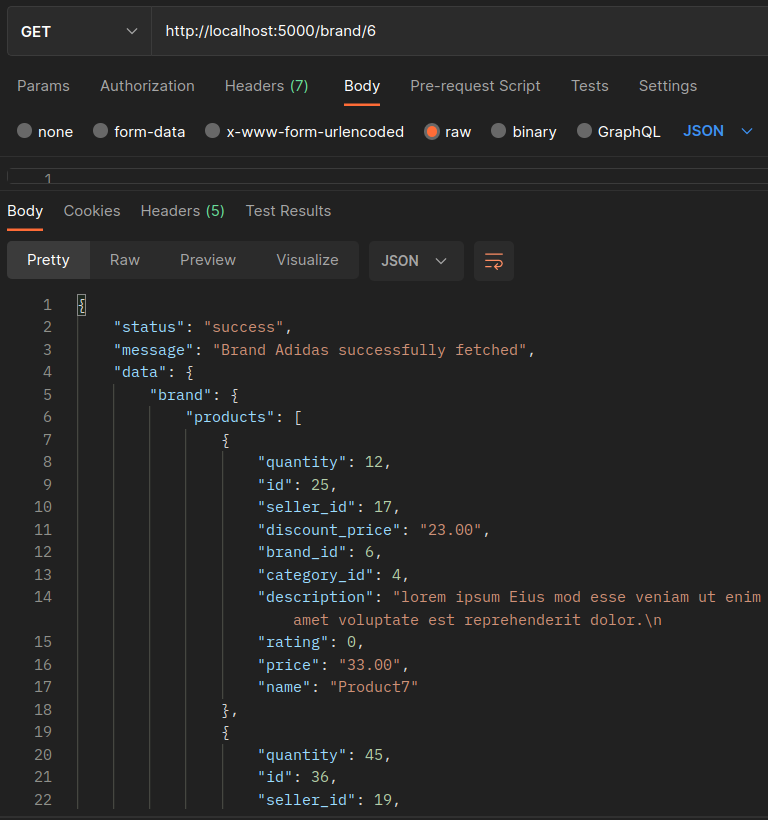 GET http://localhost:5000/brand/6
Params Authorization Headers (7) Body Pre-request Script Tests Settings
none form-data x-www-form-urlencoded raw binary GraphQL JSON
1
Body Cookies Headers (5) Test Results
Pretty Raw Preview Visualize JSON
1 {
2 "status": "success",
3 "message": "Brand Adidas successfully fetched",
4 "data": {
5 "brand": {
6 "products": [
7 {
8 "quantity": 12,
9 "id": 25,
10 "seller_id": 17,
11 "discount_price": "23.00",
12 "brand_id": 6,
13 "category_id": 4,
14 "description": "lorem ipsum Eius mod esse veniam ut enim
amet voluptate est reprehenderit dolor.\n
15 "rating": 0,
16 "price": "33.00",
17 "name": "Product7"
18 },
19 {
20 "quantity": 45,
21 "id": 36,
22 "seller_id": 19,